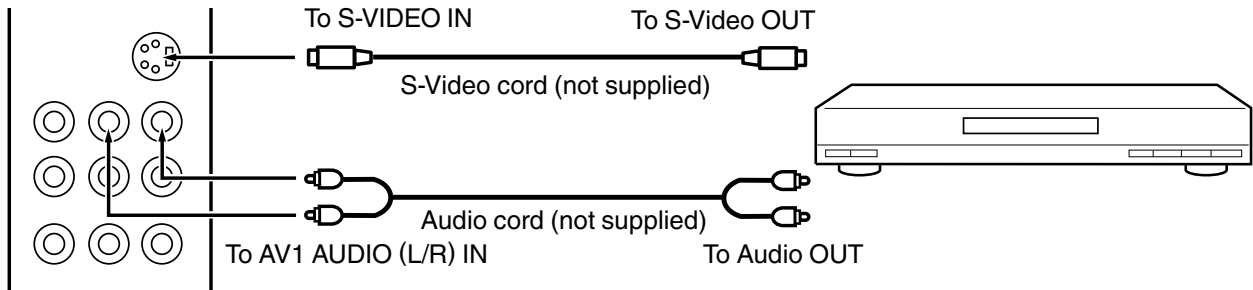 To S-VIDEO IN
To S-Video OUT
S-Video cord (not supplied)
Audio cord (not supplied)
To AV1 AUDIO (L/R) IN
To Audio OUT